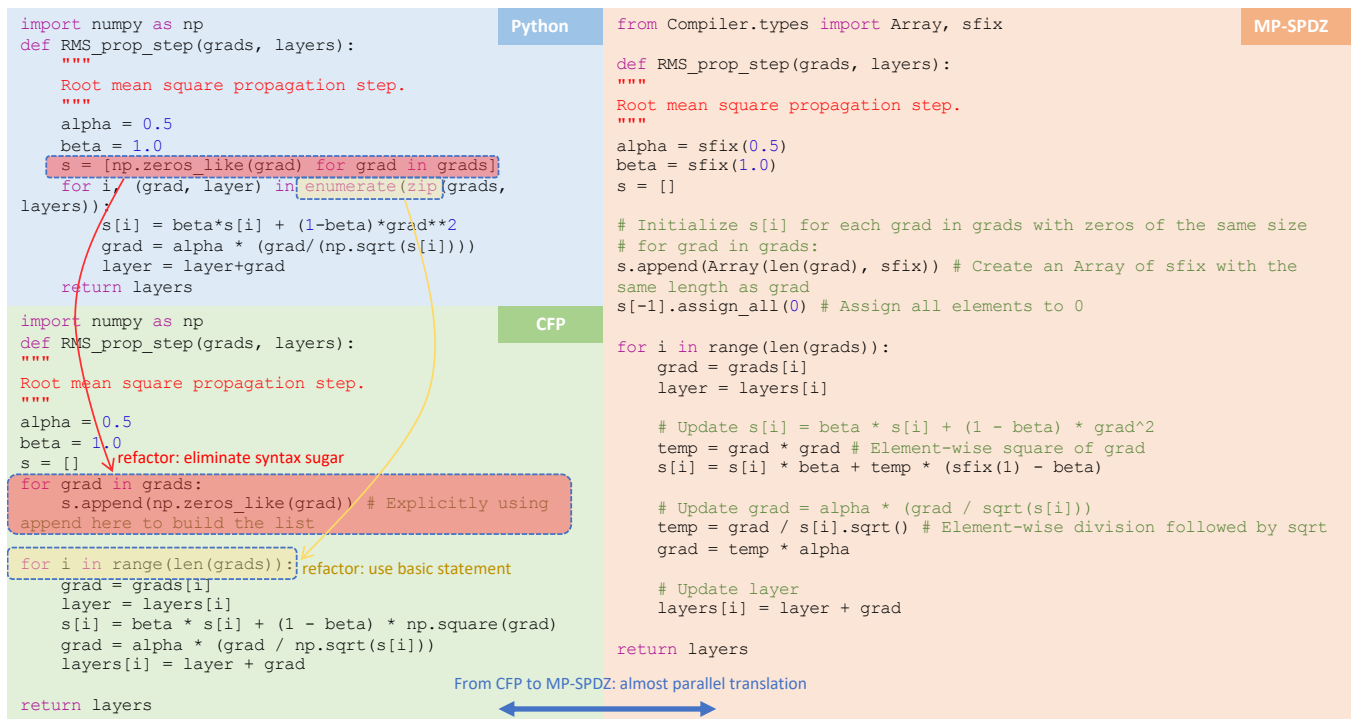 import numpy as np
Python
def RMS_prop_step(grads, layers):
"""
Root mean square propagation step.
"""
alpha = 0.5
beta = 1.0
s = [np.zeros_like(grad) for grad in grads]
for i, (grad, layer) in enumerate(zip(grads,
layers)):
s[i] = beta*s[i] + (1-beta)*grad**2
grad = alpha * (grad/(np.sqrt(s[i])))
layer = layer+grad
return layers
import numpy as np
CFP
def RMS_prop_step(grads, layers):
"""
Root mean square propagation step.
"""
alpha = 0.5
beta = 1.0
s = []
refactor: eliminate syntax sugar
for grad in grads:
s.append(np.zeros_like(grad)) # Explicitly using
append here to build the list
for i in range(len(grads)):
refactor: use basic statement
grad = grads[i]
layer = layers[i]
s[i] = beta * s[i] + (1 - beta) * np.square(grad)
grad = alpha * (grad / np.sqrt(s[i]))
layers[i] = layer + grad
return layers
From CFP to MP-SPDZ: almost parallel translation
from Compiler.types import Array, sfix
MP-SPDZ
def RMS_prop_step(grads, layers):
"""
Root mean square propagation step.
"""
alpha = sfix(0.5)
beta = sfix(1.0)
s = []
# Initialize s[i] for each grad in grads with zeros of the same size
# for grad in grads:
s.append(Array(len(grad), sfix)) # Create an Array of sfix with the
same length as grad
s[-1].assign_all(0) # Assign all elements to 0
for i in range(len(grads)):
grad = grads[i]
layer = layers[i]
# Update s[i] = beta * s[i] + (1 - beta) * grad^2
temp = grad * grad # Element-wise square of grad
s[i] = s[i] * beta + temp * (sfix(1) - beta)
# Update grad = alpha * (grad / sqrt(s[i]))
temp = grad / s[i].sqrt() # Element-wise division followed by sqrt
grad = temp * alpha
# Update layer
layers[i] = layer + grad
return layers